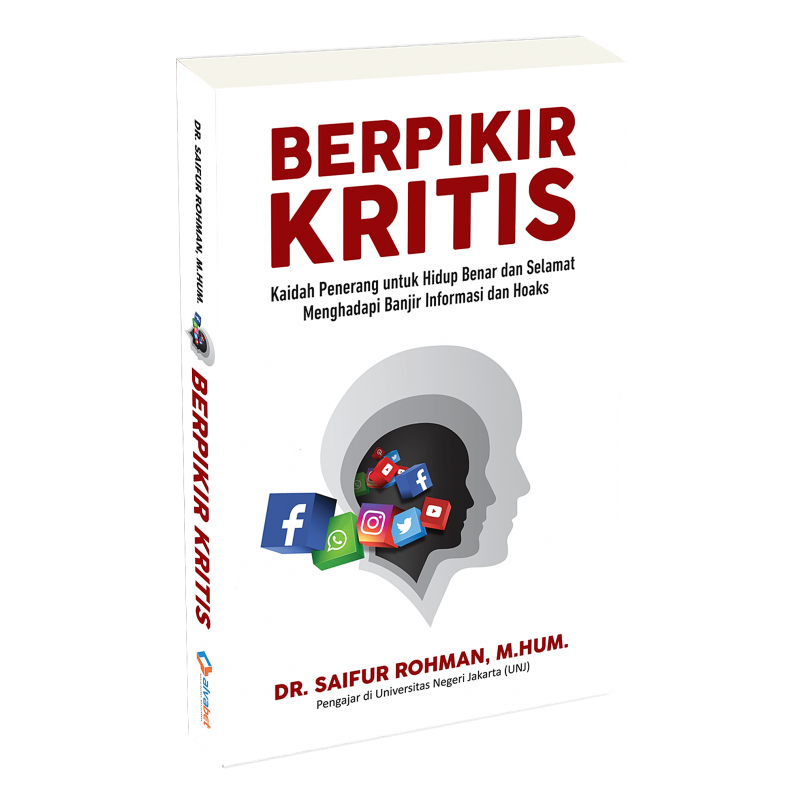 BERPIKIR
KRITIS
Kaidah Penerang untuk Hidup Benar dan Selamat
Menghadapi Banjir Informasi dan Hoaks
DR. SAIFUR ROHMAN, M.HUM.
Pengajar di Universitas Negeri Jakarta (UNJ)
DR. SAIFUR ROHMAN, M.HUM.
BERPIKIR KRITIS
alvabet